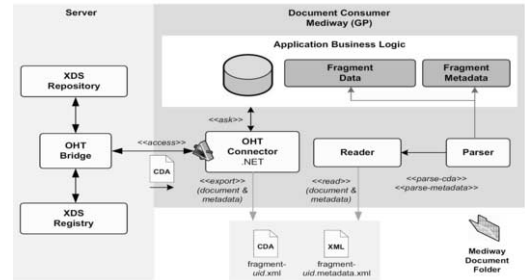 Server
Document Consumer
Mediway (GP)
Application Business Logic
Fragment
Data
Fragment
Metadata
XDS
Repository
<<ask>>
OHT
Bridge
<<access>>
CDA
OHT
Connector
.NET
Reader
Parser
<<export>>
(document &
metadata)
<<read>>
(document &
metadata)
<<parse-cda>>
<<parse-metadata>>
XDS
Registry
CDA
fragment-
uid.xml
XML
fragment-
uid.metadata.xml
Mediway
Document
Folder